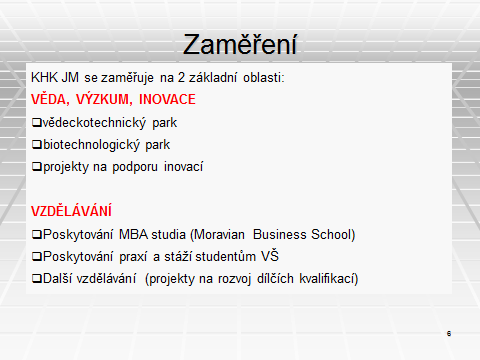 Zaměření
KHK JM se zaměřuje na 2 základní oblasti:
VĚDA, VÝZKUM, INOVACE
❑vědeckotechnický park
❑biotechnologický park
❑projekty na podporu inovací
VZDĚLÁVÁNÍ
❑Poskytování MBA studia (Moravian Business School)
❑Poskytování praxí a stáží studentům VŠ
❑Další vzdělávání (projekty na rozvoj dílčích kvalifikací)
6